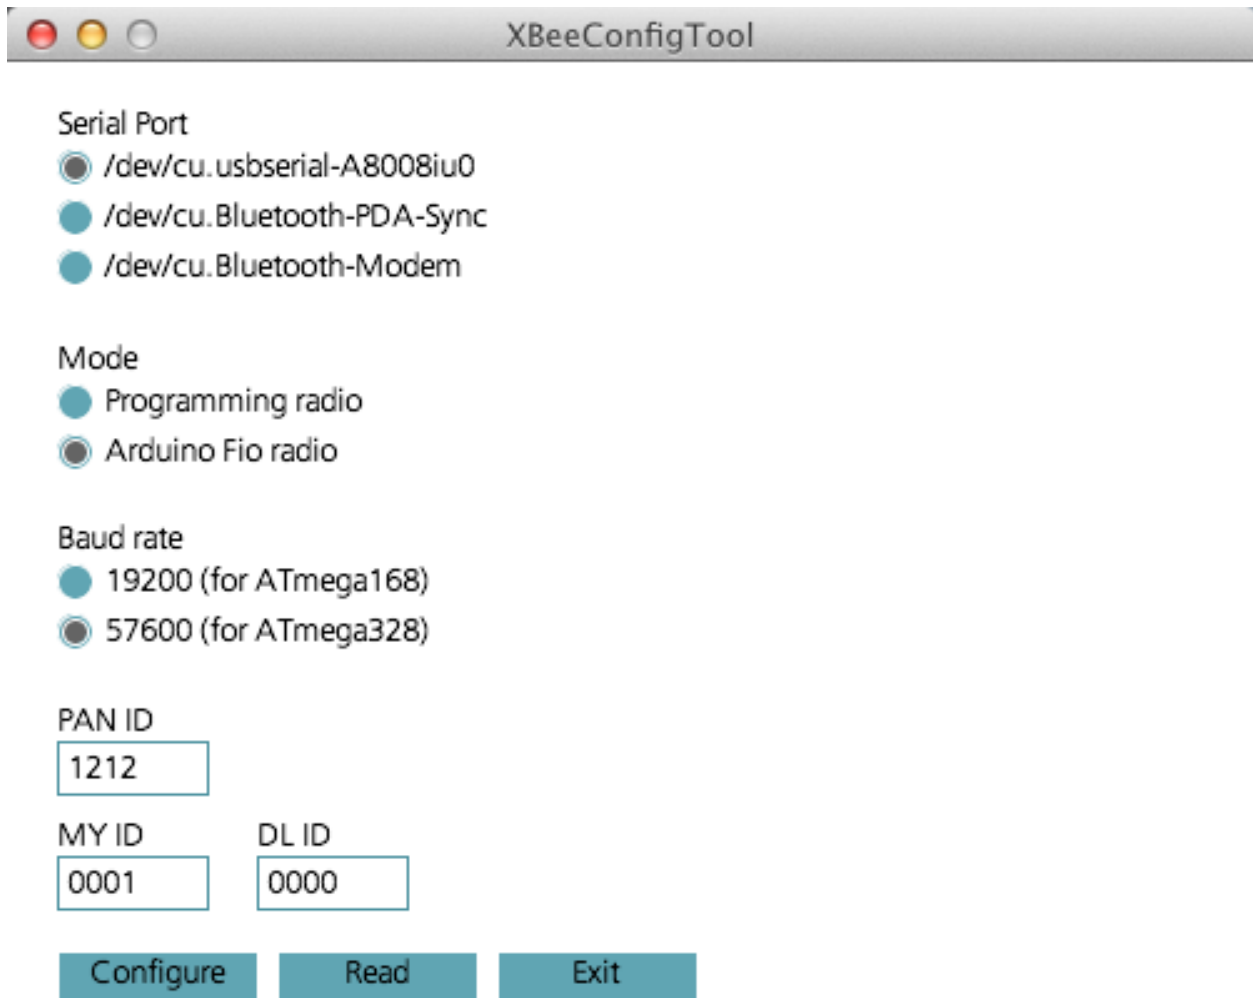 XBeeConfigTool
Serial Port
/dev/cu.usbserial-A8008iu0
/dev/cu.Bluetooth-PDA-Sync
/dev/cu.Bluetooth-Modem
Mode
Programming radio
Arduino Fio radio
Baud rate
19200 (for ATmega168)
57600 (for ATmega328)
PAN ID
1212
MY ID DL ID
0001 0000
Configure Read Exit